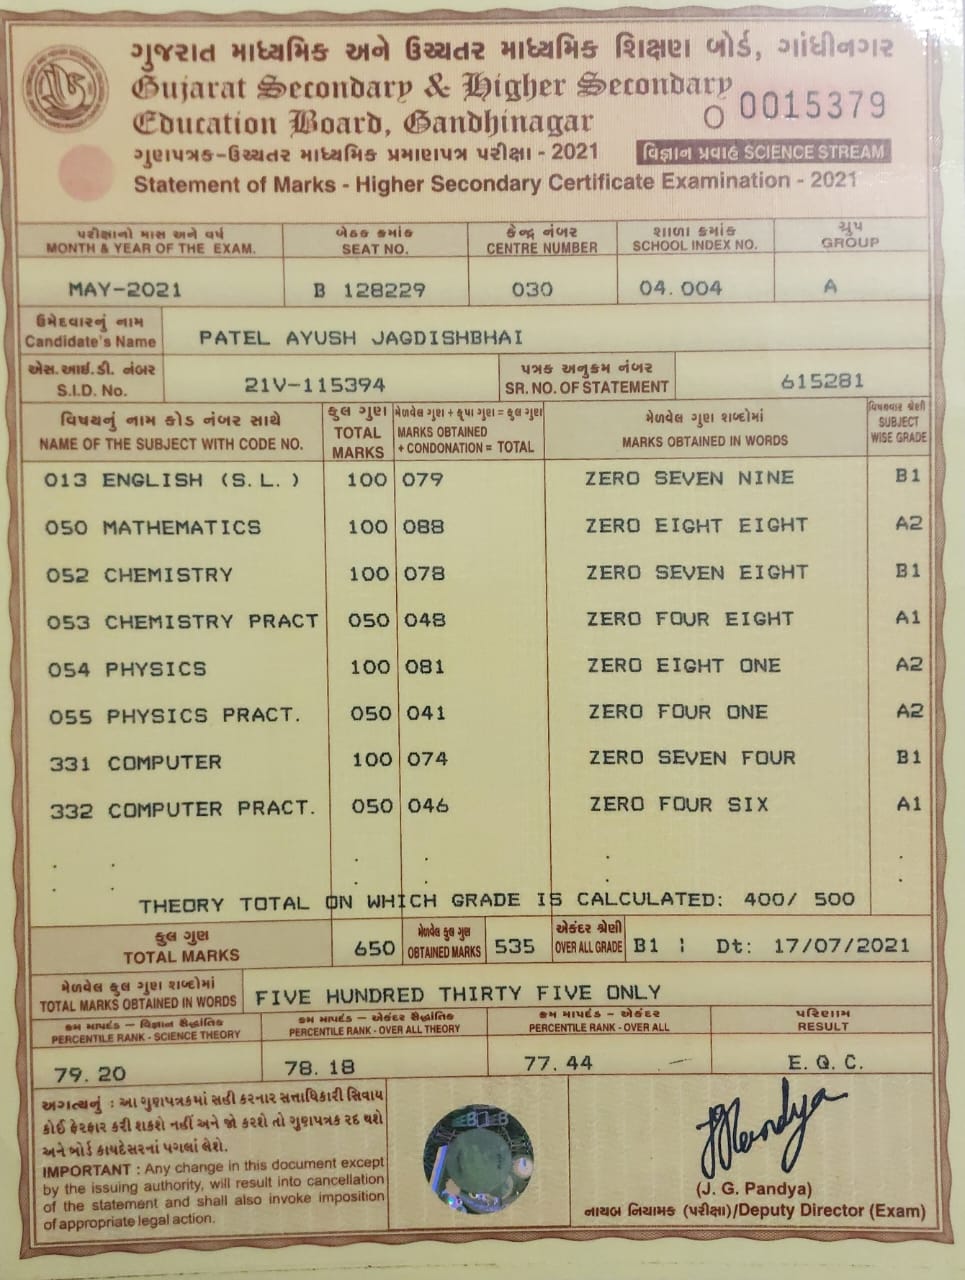 ગુજરાત માધ્યમિક અને ઉચ્ચતર માધ્યમિક શિક્ષણ બોર્ડ, ગાંધીનગર
Gujarat Secondary & Higher Secondary
Education Board, Gandhinagar
O 0015379
ગુણપત્રક-ઉચ્ચતર માધ્યમિક પ્રમાણપત્ર પરીક્ષા - 2021
વિજ્ઞાન પ્રવાહ SCIENCE STREAM
Statement of Marks - Higher Secondary Certificate Examination - 2021
પરીક્ષાનો માસ અને વર્ષ બેઠક ક્રમાંક કેન્દ્ર નંબર શાળા ક્રમાંક ગ્રુપ
MONTH & YEAR OF THE EXAM. SEAT NO. CENTRE NUMBER SCHOOL INDEX NO. GROUP
MAY-2021 B 128229 030 04.004 A
ઉમેદવારનું નામ
Candidate's Name PATEL AYUSH JAGDISHBHAI
એસ.આઈ.ડી. નંબર
S.I.D. No. 21V-115394
પત્રક અનુક્રમ નંબર
SR. NO. OF STATEMENT 615281
વિષયનું નામ કોડ નંબર સાથે
NAME OF THE SUBJECT WITH CODE NO.
કુલ ગુણ
TOTAL
MARKS
મેળવેલ ગુણ + કૃપા ગુણ = કુલ ગુણ
MARKS OBTAINED
+ CONDONATION = TOTAL
મેળવેલ ગુણ શબ્દોમાં
MARKS OBTAINED IN WORDS
વિષયવાર શ્રેણી
SUBJECT
WISE GRADE
013 ENGLISH (S.L.) 100 079 ZERO SEVEN NINE B1
050 MATHEMATICS 100 088 ZERO EIGHT EIGHT A2
052 CHEMISTRY 100 078 ZERO SEVEN EIGHT B1
053 CHEMISTRY PRACT 050 048 ZERO FOUR EIGHT A1
054 PHYSICS 100 081 ZERO EIGHT ONE A2
055 PHYSICS PRACT. 050 041 ZERO FOUR ONE A2
331 COMPUTER 100 074 ZERO SEVEN FOUR B1
332 COMPUTER PRACT. 050 046 ZERO FOUR SIX A1
THEORY TOTAL ON WHICH GRADE IS CALCULATED: 400/ 500
કુલ ગુણ
TOTAL MARKS 650
મેળવેલ કુલ ગુણ
OBTAINED MARKS 535
એકંદર શ્રેણી
OVER ALL GRADE B1 | Dt: 17/07/2021
મેળવેલ કુલ ગુણ શબ્દોમાં
TOTAL MARKS OBTAINED IN WORDS FIVE HUNDRED THIRTY FIVE ONLY
ક્રમ માપદંડ – વિજ્ઞાન સૈદ્ધાંતિક ક્રમ માપદંડ – એકંદર સૈદ્ધાંતિક ક્રમ માપદંડ – એકંદર પરિણામ
PERCENTILE RANK - SCIENCE THEORY PERCENTILE RANK - OVER ALL THEORY PERCENTILE RANK - OVER ALL RESULT
79.20 78.18 77.44 E.Q.C.
અગત્યનું : આ ગુણપત્રકમાં સહી કરનાર સત્તાધિકારી સિવાય
કોઈ ફેરફાર કરી શકશે નહીં અને જો કરશે તો ગુણપત્રક રદ થશે
અને બોર્ડ કાયદેસરનાં પગલાં લેશે.
IMPORTANT : Any change in this document except
by the issuing authority, will result into cancellation
of the statement and shall also invoke imposition
of appropriate legal action.
(J. G. Pandya)
નાયબ નિયામક (પરીક્ષા)/Deputy Director (Exam)